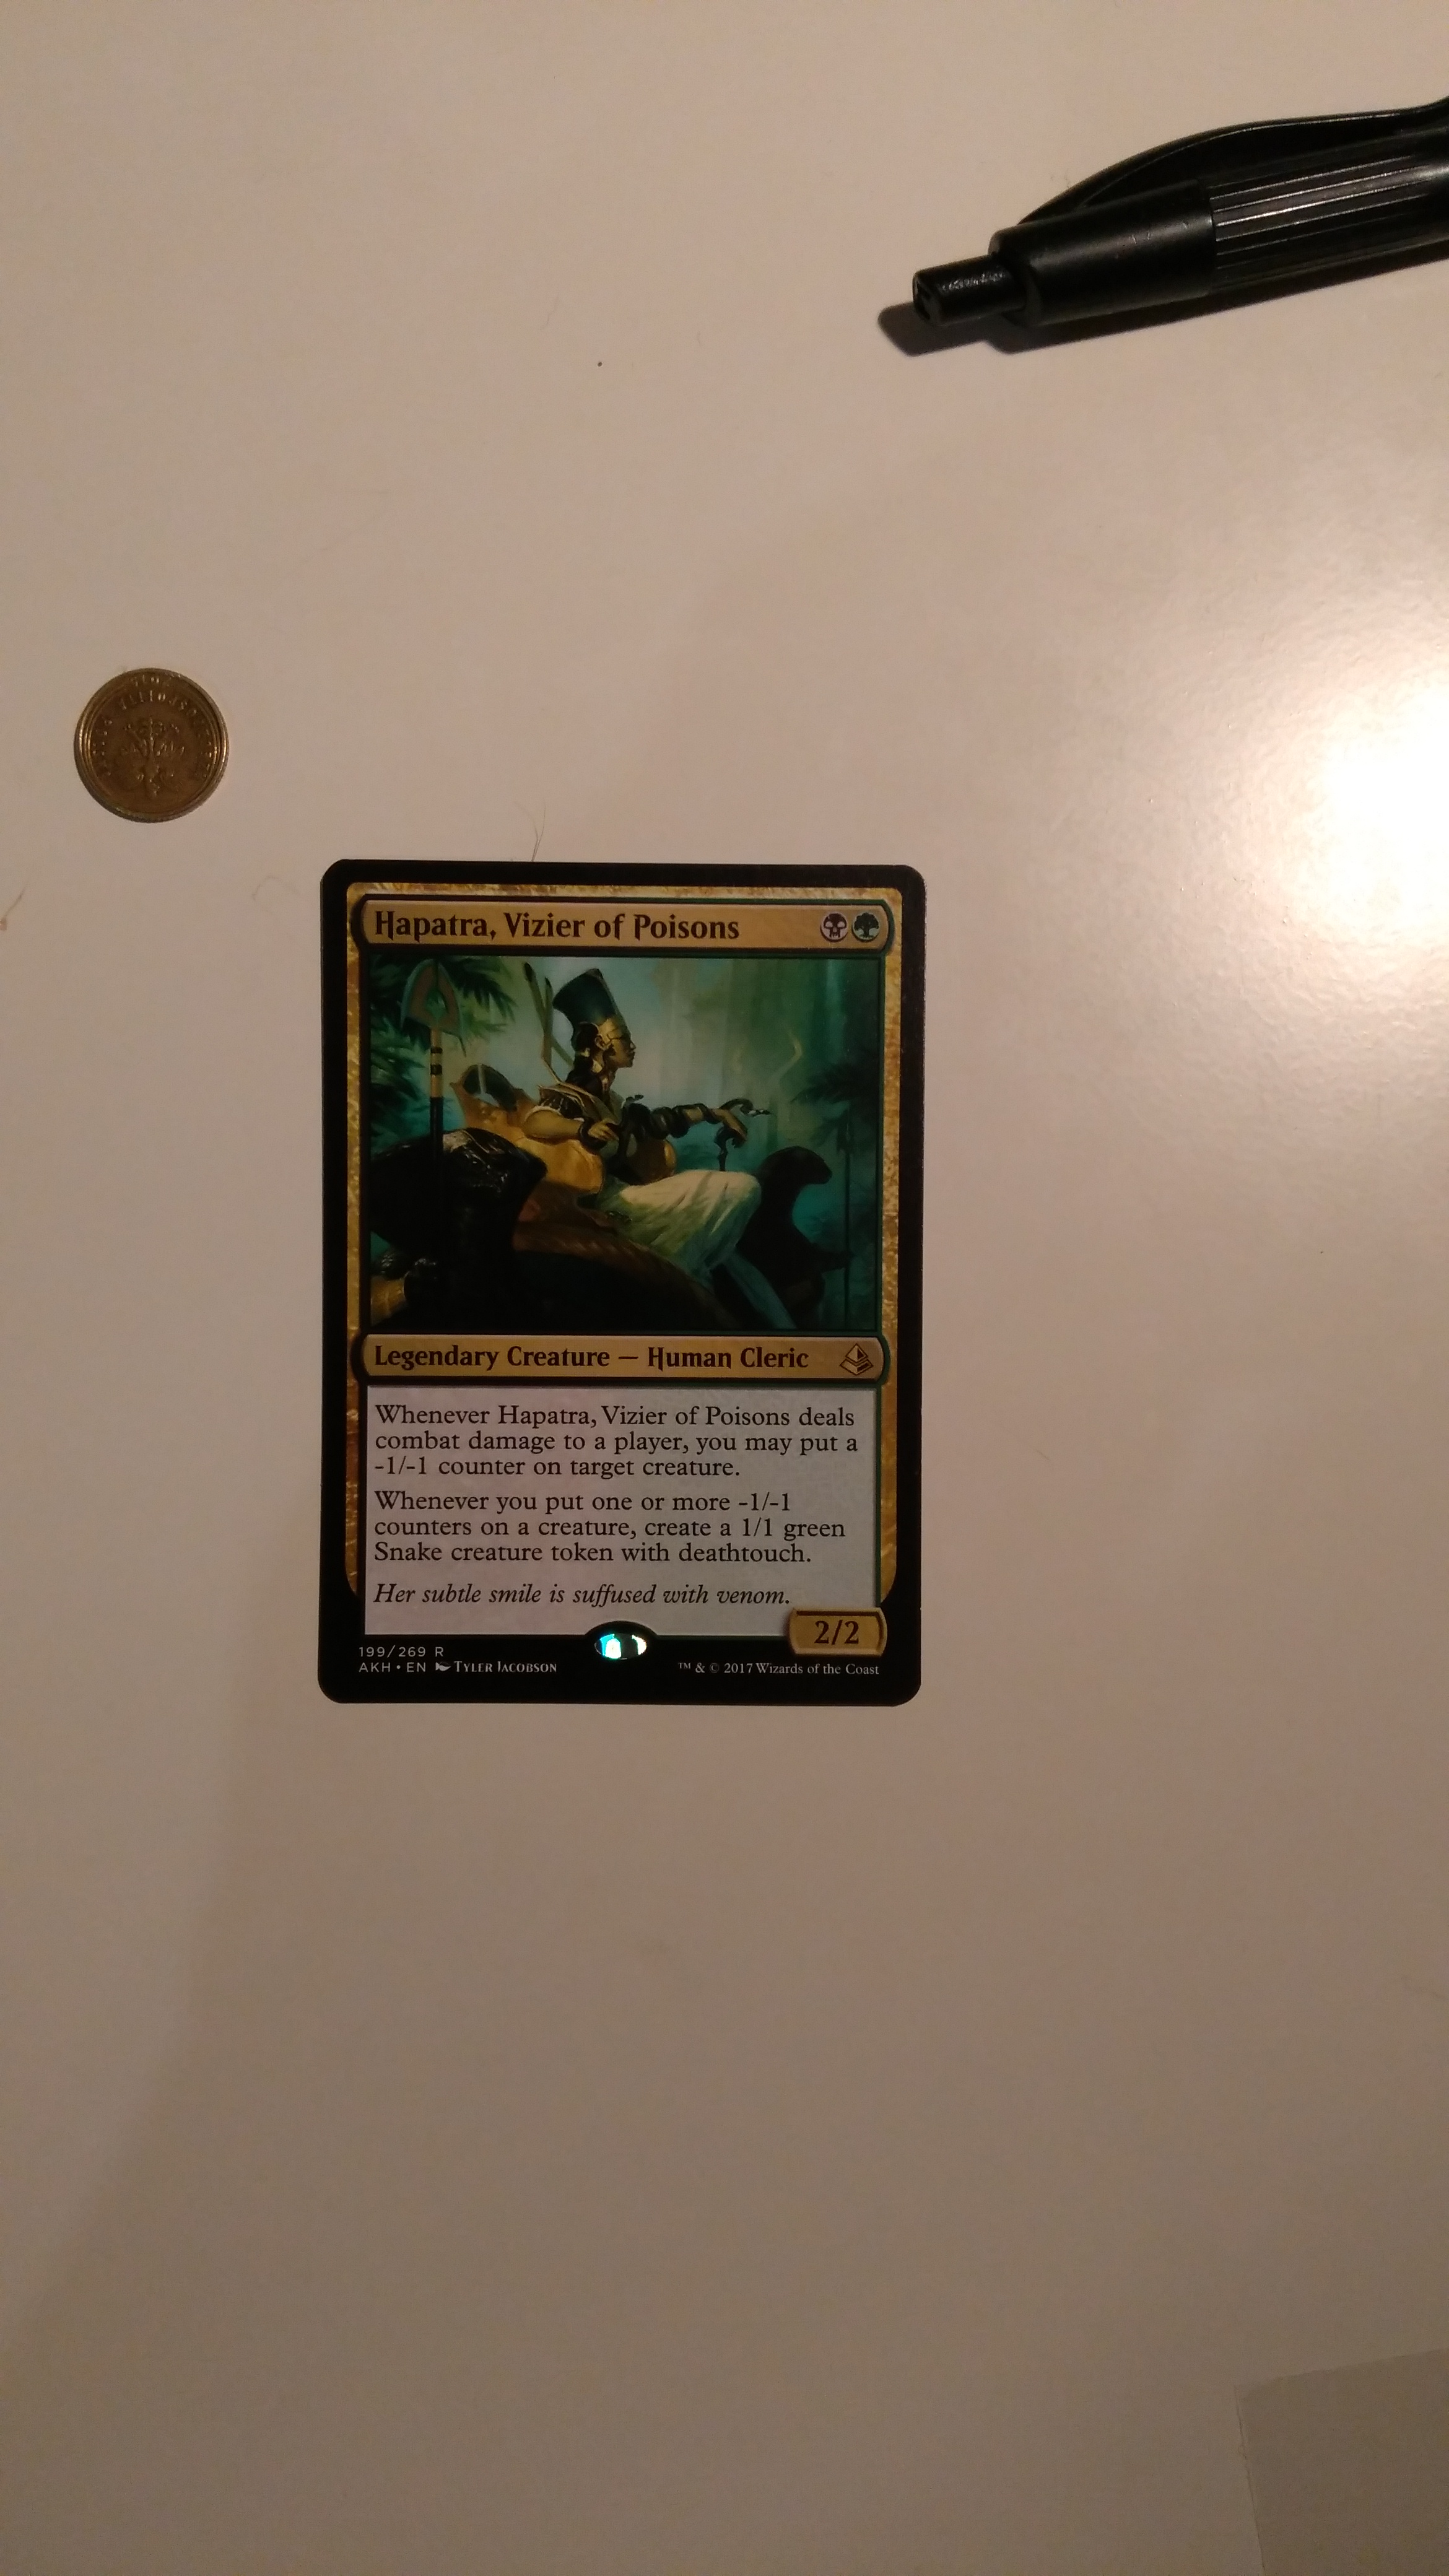 Hapatra, Vizier of Poisons
Legendary Creature — Human Cleric
Whenever Hapatra, Vizier of Poisons deals
combat damage to a player, you may put a
-1/-1 counter on target creature.
Whenever you put one or more -1/-1
counters on a creature, create a 1/1 green
Snake creature token with deathtouch.
Her subtle smile is suffused with venom.
2/2
199/269 R
AKH • EN Tyler Jacobson
™ & © 2017 Wizards of the Coast